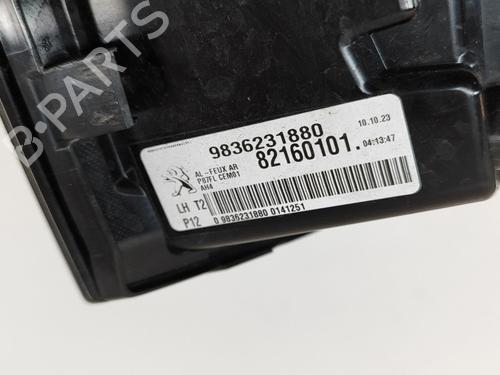 B-PARTS
9836231880
10.10.23
82160101.
04:13:47
AL-FEUX AR
P87FL CEM01
AH4
LH T2
P12
0 9836231880 0141251